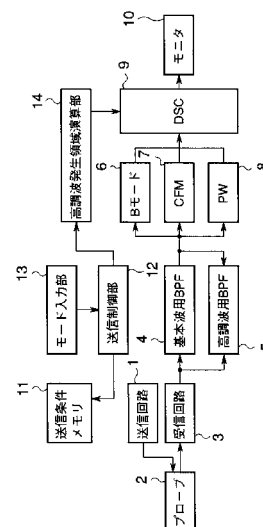 10
モニタ
9
DSC
14
高調波発生領域演算部
6
Bモード
7
CFM
8
PW
13
モード入力部
12
送信制御部
4
基本波用BPF
高調波用BPF
5
11
送信条件
メモリ
1
送信回路
受信回路
3
2
プローブ